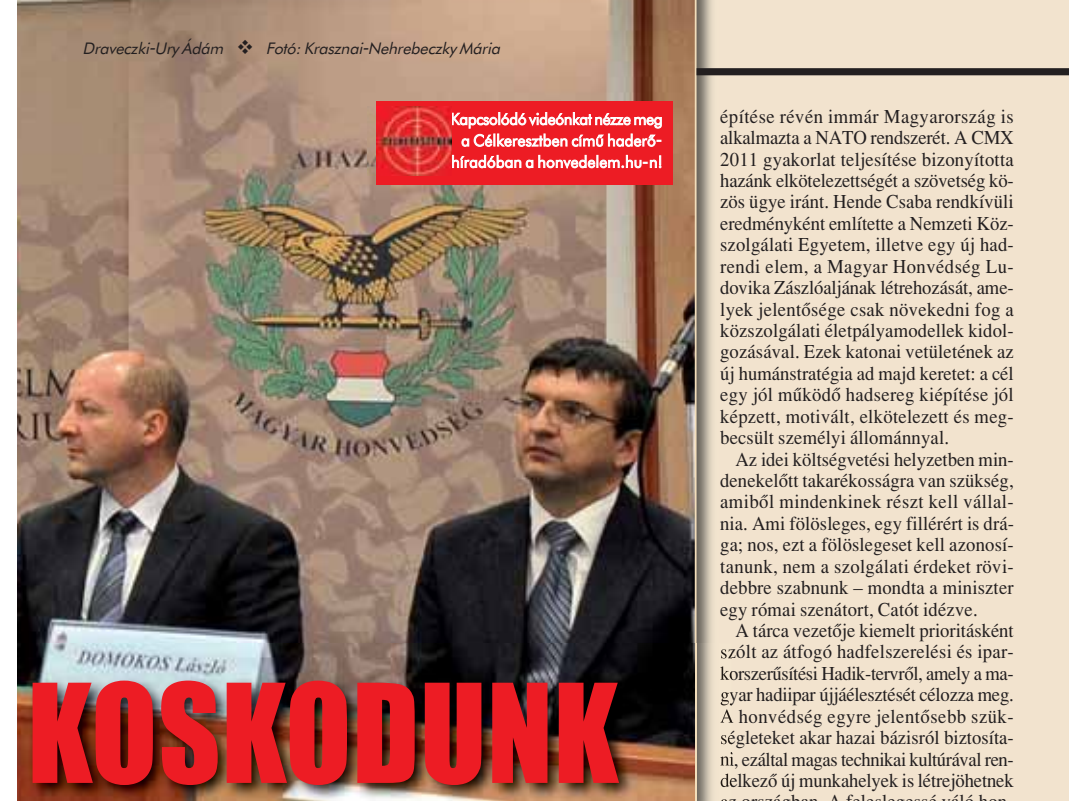 Draveczki-Ury Ádám ❖ Fotó: Krasznai-Nehrebeczky Mária
CÉLKERESZTBEN
Kapcsolódó videónkat nézze meg
a Célkeresztben című haderő-
híradóban a honvedelem.hu-n!
A HAZ
MAGYAR HONVÉDSÉG
ELM
RIU
DOMOKOS László
KOSKODUNK
építése révén immár Magyarország is
alkalmazta a NATO rendszerét. A CMX
2011 gyakorlat teljesítése bizonyította
hazánk elkötelezettségét a szövetség kö-
zös ügye iránt. Hende Csaba rendkívüli
eredményként említette a Nemzeti Köz-
szolgálati Egyetem, illetve egy új had-
rendi elem, a Magyar Honvédség Lu-
dovika Zászlóaljának létrehozását, ame-
lyek jelentősége csak növekedni fog a
közszolgálati életpályamodellek kidol-
gozásával. Ezek katonai vetületének az
új humánstratégia ad majd keretet: a cél
egy jól működő hadsereg kiépítése jól
képzett, motivált, elkötelezett és meg-
becsült személyi állománnyal.
Az idei költségvetési helyzetben min-
denekelőtt takarékosságra van szükség,
amiből mindenkinek részt kell vállal-
nia. Ami fölösleges, egy fillérért is drá-
ga; nos, ezt a fölöslegeset kell azonosí-
tanunk, nem a szolgálati érdeket rövi-
debbre szabnunk – mondta a miniszter
egy római szenátort, Catót idézve.
A tárca vezetője kiemelt prioritásként
szólt az átfogó hadfelszerelési és ipar-
korszerűsítési Hadik-tervről, amely a ma-
gyar hadiipar újjáélesztését célozza meg.
A honvédség egyre jelentősebb szük-
ségleteket akar hazai bázisról biztosíta-
ni, ezáltal magas technikai kultúrával ren-
delkező új munkahelyek is létrejöhetnek
az országban. A feleslegessé váló hon-